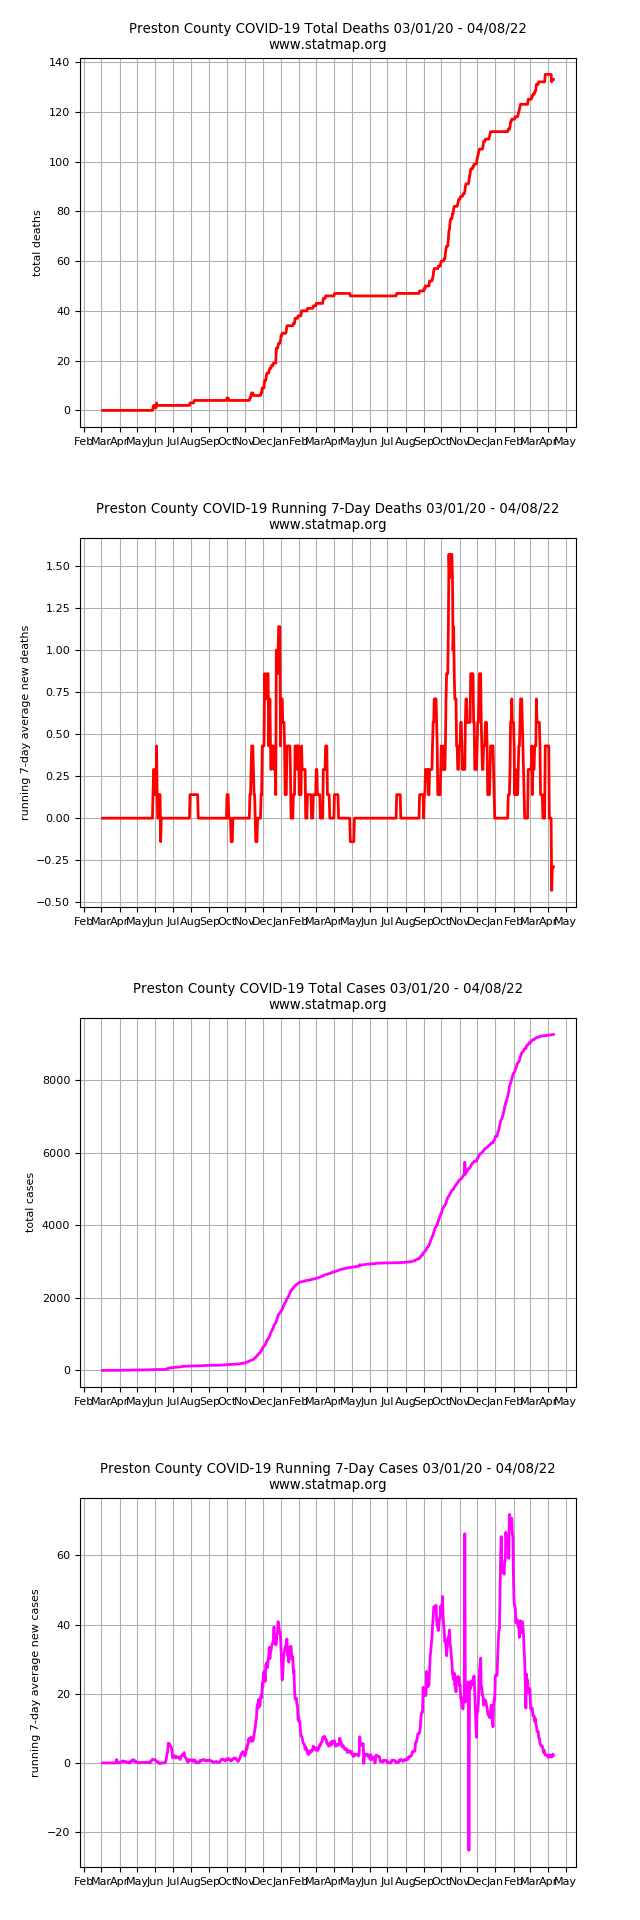 Preston County COVID-19 Total Deaths 03/01/20 - 04/08/22
www.statmap.org
total deaths
140
120
100
80
60
40
20
0
Feb Mar Apr May Jun Jul Aug Sep Oct Nov Dec Jan Feb Mar Apr May Jun Jul Aug Sep Oct Nov Dec Jan Feb Mar Apr May
Preston County COVID-19 Running 7-Day Deaths 03/01/20 - 04/08/22
www.statmap.org
running 7-day average new deaths
1.50
1.25
1.00
0.75
0.50
0.25
0.00
−0.25
−0.50
Feb Mar Apr May Jun Jul Aug Sep Oct Nov Dec Jan Feb Mar Apr May Jun Jul Aug Sep Oct Nov Dec Jan Feb Mar Apr May
Preston County COVID-19 Total Cases 03/01/20 - 04/08/22
www.statmap.org
total cases
8000
6000
4000
2000
0
Feb Mar Apr May Jun Jul Aug Sep Oct Nov Dec Jan Feb Mar Apr May Jun Jul Aug Sep Oct Nov Dec Jan Feb Mar Apr May
Preston County COVID-19 Running 7-Day Cases 03/01/20 - 04/08/22
www.statmap.org
running 7-day average new cases
60
40
20
0
−20
Feb Mar Apr May Jun Jul Aug Sep Oct Nov Dec Jan Feb Mar Apr May Jun Jul Aug Sep Oct Nov Dec Jan Feb Mar Apr May